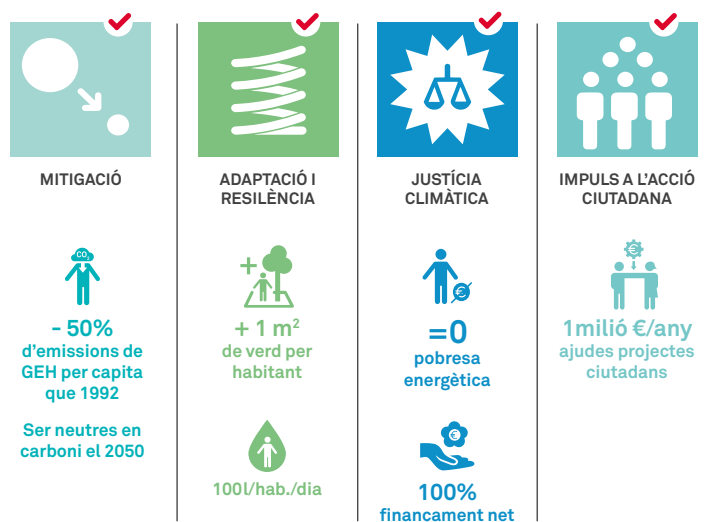 MITIGACIÓ
CO2
- 50%
d'emissions de
GEH per capita
que 1992
Ser neutres en
carboni el 2050
ADAPTACIÓ I
RESILÈNCIA
+
+ 1 m²
de verd per
habitant
100l/hab./dia
JUSTÍCIA
CLIMÀTICA
€
=0
pobresa
energètica
€
100%
finançament net
IMPULS A L'ACCIÓ
CIUTADANA
€
1milió €/any
ajudes projectes
ciutadans